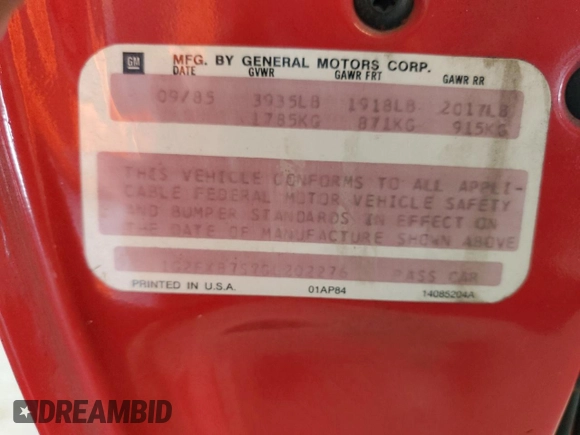 GM MFG. BY GENERAL MOTORS CORP.
DATE GVWR GAWR FRT GAWR RR
09/85 3935LB 1918LB 2017LB
1785KG 871KG 915KG
THIS VEHICLE CONFORMS TO ALL APPLI-
CABLE FEDERAL MOTOR VEHICLE SAFETY
AND BUMPER STANDARDS IN EFFECT ON
THE DATE OF MANUFACTURE SHOWN ABOVE
PASS CAR
PRINTED IN U.S.A. 01AP84 14085204A
DREAMBID